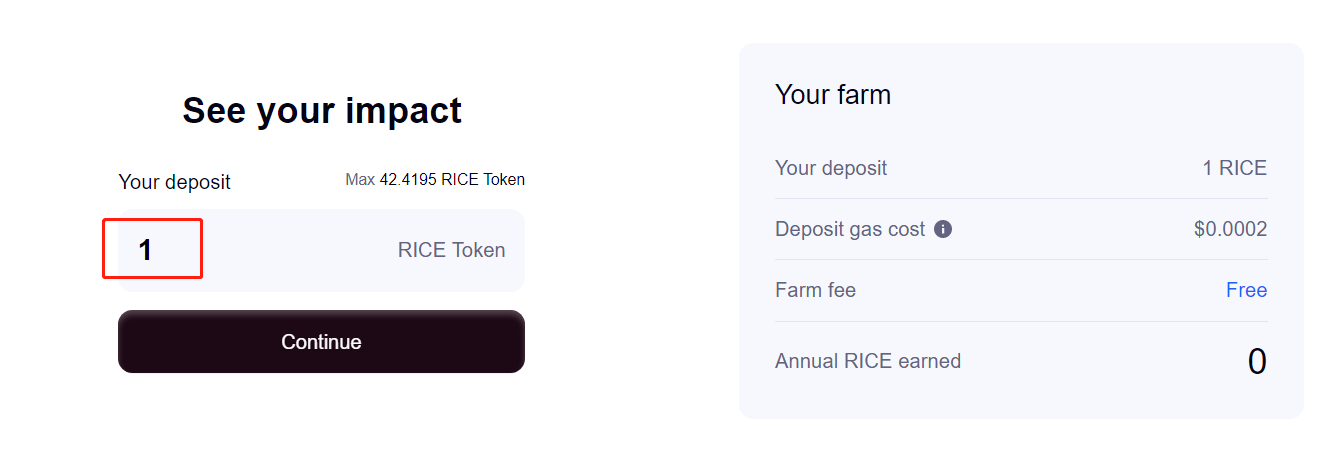 See your impact
Your deposit
Max 42.4195 RICE Token
1
RICE Token
Continue
Your farm
Your deposit
1 RICE
Deposit gas cost
$0.0002
Farm fee
Free
Annual RICE earned
0